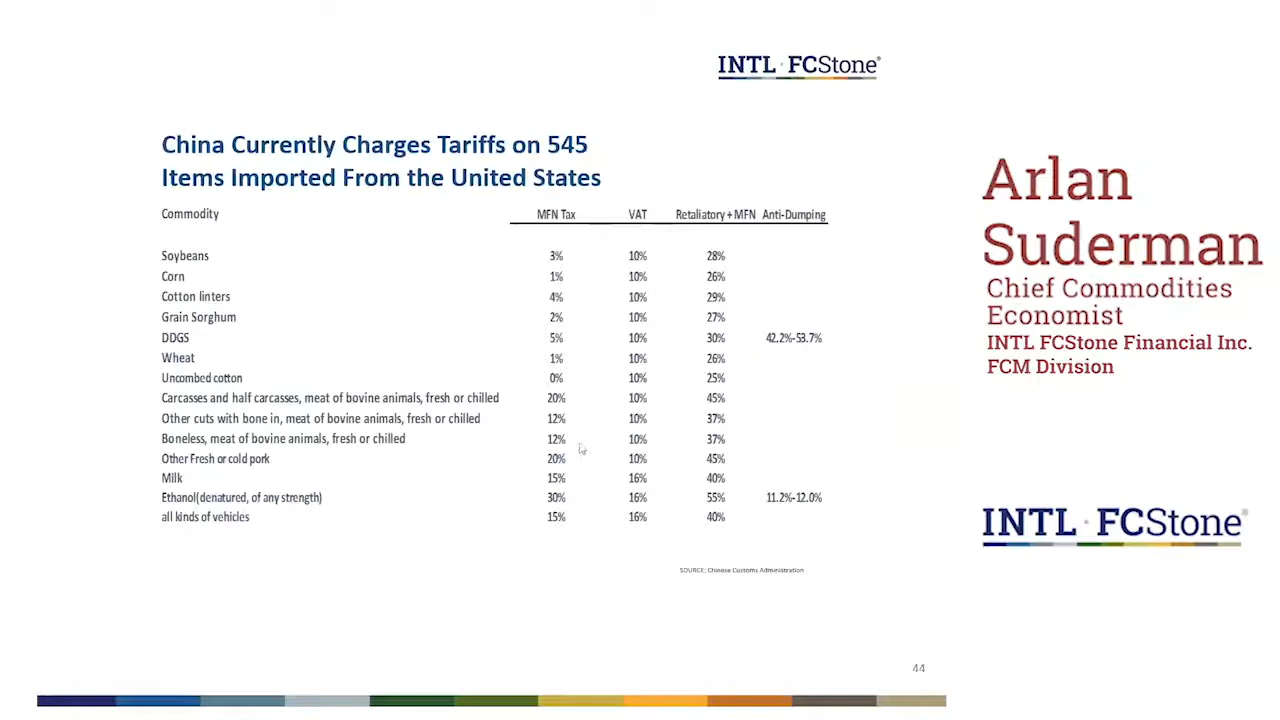 INTL FCStone®
China Currently Charges Tariffs on 545
Items Imported From the United States
Commodity MFN Tax VAT Retaliatory + MFN Anti-Dumping
Soybeans 3% 10% 28%
Corn 1% 10% 26%
Cotton linters 4% 10% 29%
Grain Sorghum 2% 10% 27%
DDGS 5% 10% 30% 42.2%-53.7%
Wheat 1% 10% 26%
Uncombed cotton 0% 10% 25%
Carcasses and half carcasses, meat of bovine animals, fresh or chilled 20% 10% 45%
Other cuts with bone in, meat of bovine animals, fresh or chilled 12% 10% 37%
Boneless, meat of bovine animals, fresh or chilled 12% 10% 37%
Other Fresh or cold pork 20% 10% 45%
Milk 15% 16% 40%
Ethanol(denatured, of any strength) 30% 16% 55% 11.2%-12.0%
all kinds of vehicles 15% 16% 40%
SOURCE; Chinese Customs Administration
44
Arlan
Suderman
Chief Commodities
Economist
INTL FCStone Financial Inc.
FCM Division
INTL · FCStone®